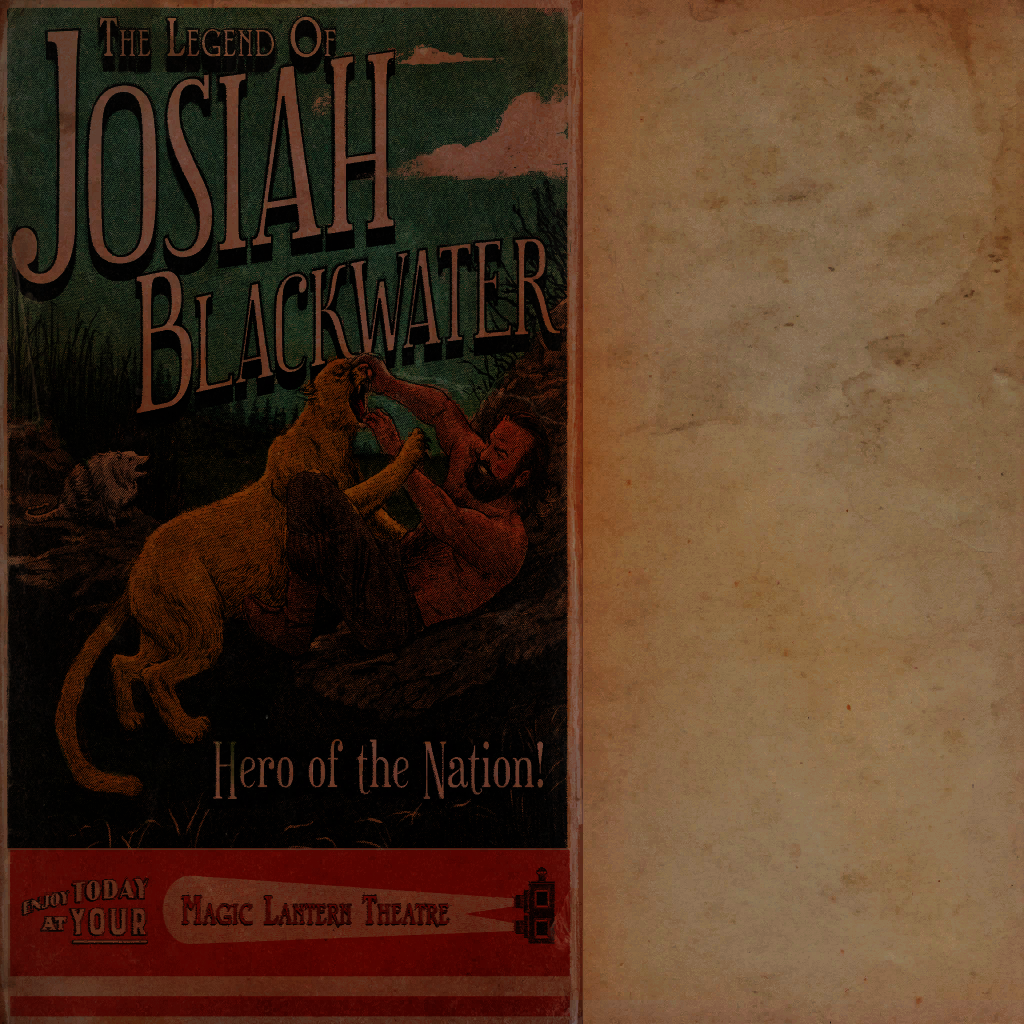 The Legend Of
Josiah
Blackwater
Hero of the Nation!
Enjoy Today
at Your
Magic Lantern Theatre